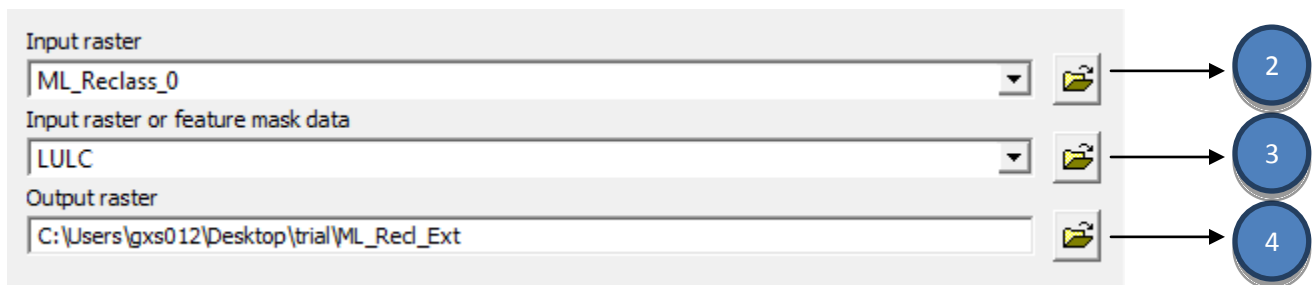 Input raster
ML_Reclass_0
2
Input raster or feature mask data
LULC
3
Output raster
C:\Users\gxs012\Desktop\trial\ML_Recl_Ext
4